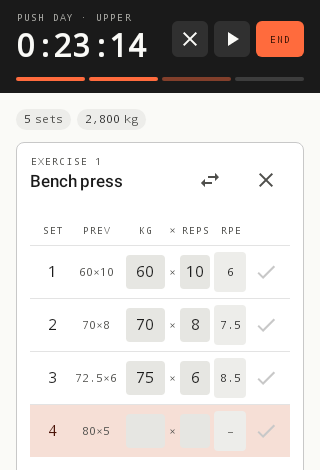 PUSH DAY · UPPER
0:23:14
END
5 sets 2,800 kg
EXERCISE 1
Bench press
SET PREV KG × REPS RPE
1 60×10 60 × 10 6
2 70×8 70 × 8 7.5
3 72.5×6 75 × 6 8.5
4 80×5 × –